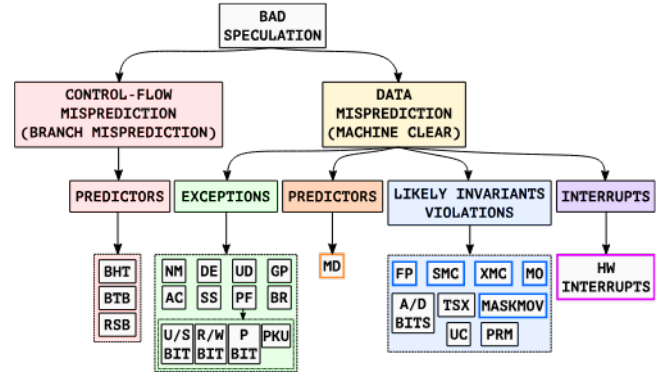 BAD
SPECULATION
CONTROL-FLOW
MISPREDICTION
(BRANCH MISPREDICTION)
DATA
MISPREDICTION
(MACHINE CLEAR)
PREDICTORS
EXCEPTIONS
PREDICTORS
LIKELY INVARIANTS
VIOLATIONS
INTERRUPTS
BHT
BTB
RSB
NM DE UD GP
AC SS PF BR
U/S R/W P PKU
BIT BIT BIT
MD
FP SMC XMC MO
A/D TSX MASKMOV
BITS
UC PRM
HW
INTERRUPTS